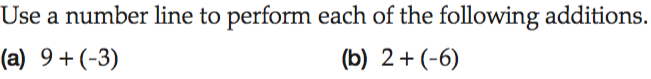 Use a number line to perform each of the following additions.
(a) 9 + (-3) (b) 2 + (-6)